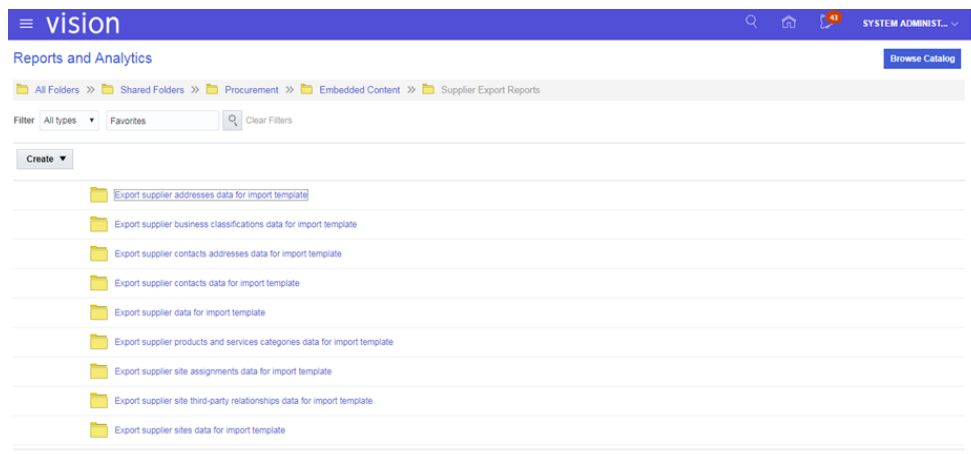 vision
43
SYSTEM ADMINIST...
Reports and Analytics
Browse Catalog
All Folders >> Shared Folders >> Procurement >> Embedded Content >> Supplier Export Reports
Filter All types Favorites Clear Filters
Create
Export supplier addresses data for import template
Export supplier business classifications data for import template
Export supplier contacts addresses data for import template
Export supplier contacts data for import template
Export supplier data for import template
Export supplier products and services categories data for import template
Export supplier site assignments data for import template
Export supplier site third-party relationships data for import template
Export supplier sites data for import template